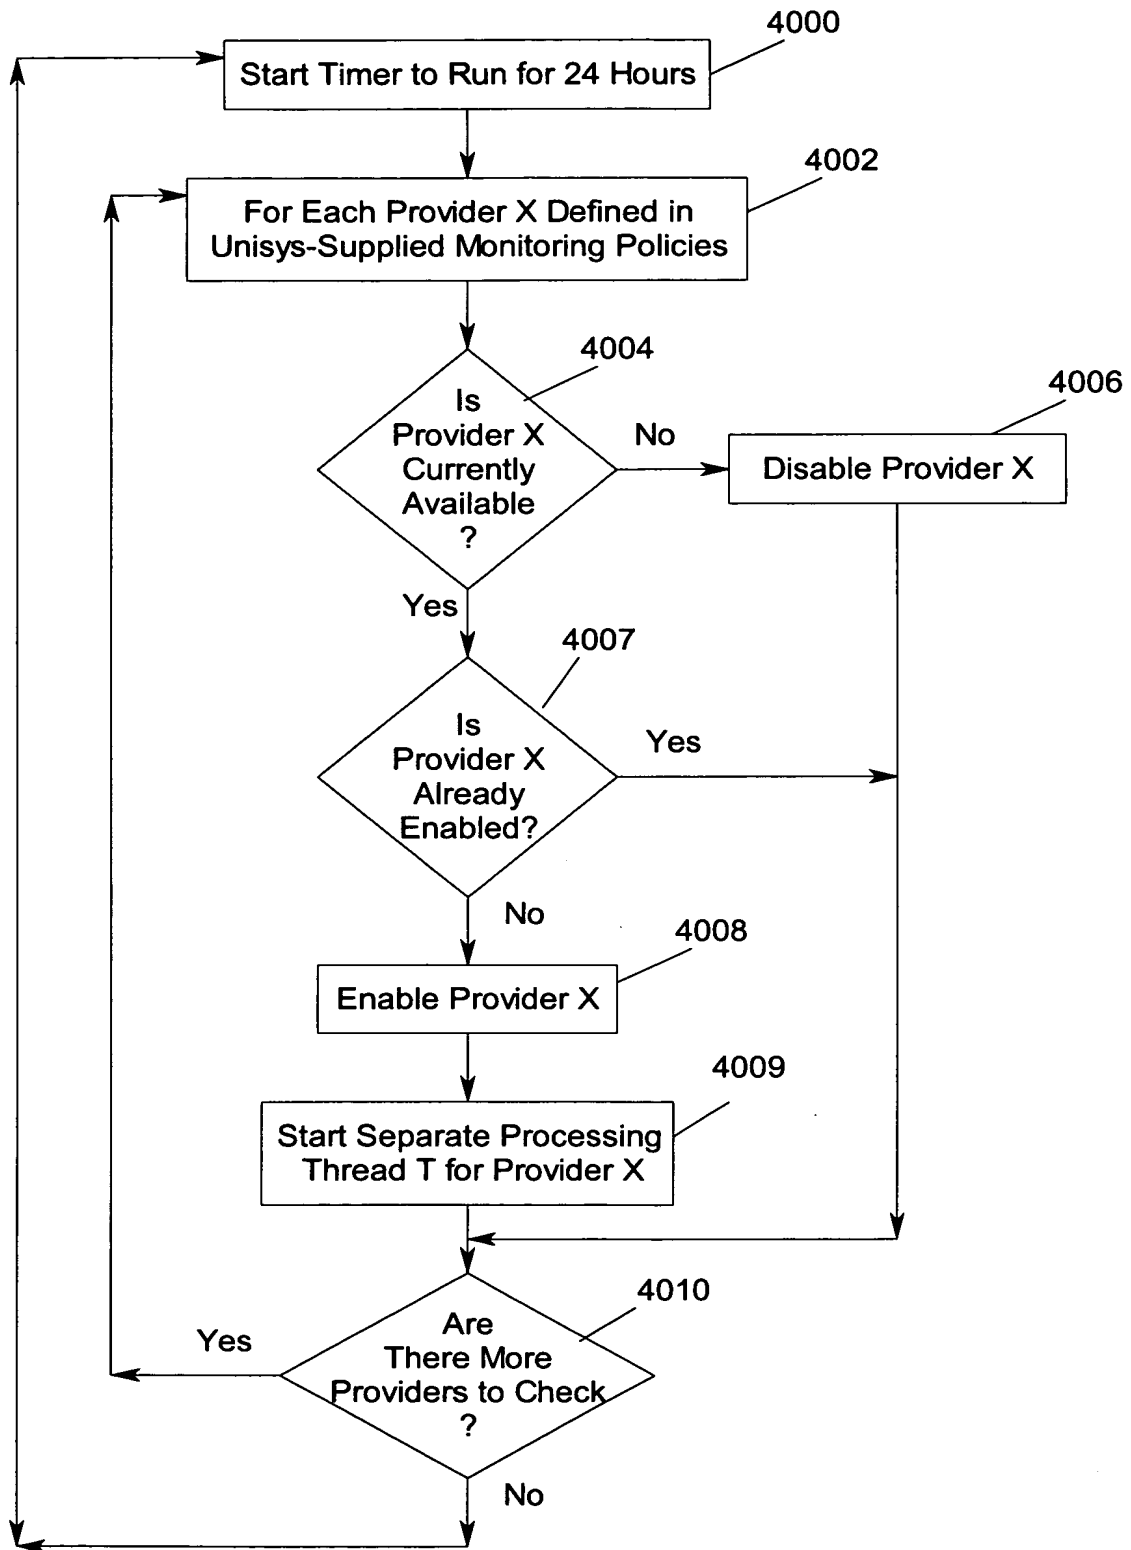 4000
Start Timer to Run for 24 Hours
4002
For Each Provider X Defined in
Unisys-Supplied Monitoring Policies
4004
Is
Provider X
Currently
Available
?
No
4006
Disable Provider X
Yes
4007
Is
Provider X
Already
Enabled?
Yes
No
4008
Enable Provider X
4009
Start Separate Processing
Thread T for Provider X
4010
Are
There More
Providers to Check
?
Yes
No